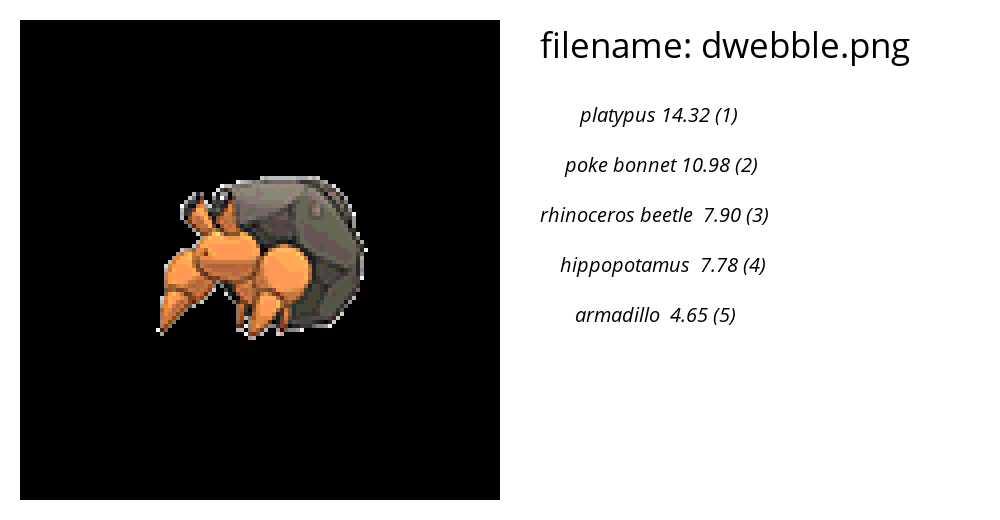 filename: dwebble.png
platypus 14.32 (1)
poke bonnet 10.98 (2)
rhinoceros beetle 7.90 (3)
hippopotamus 7.78 (4)
armadillo 4.65 (5)